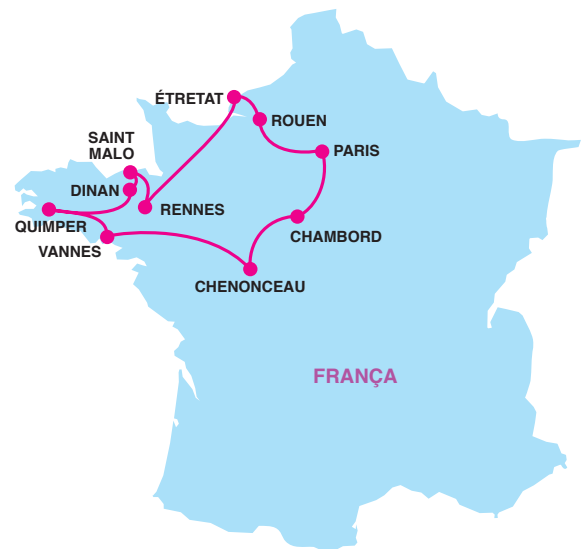 ÉTRETAT
ROUEN
SAINT
MALO
PARIS
DINAN
RENNES
QUIMPER
CHAMBORD
VANNES
CHENONCEAU
FRANÇA